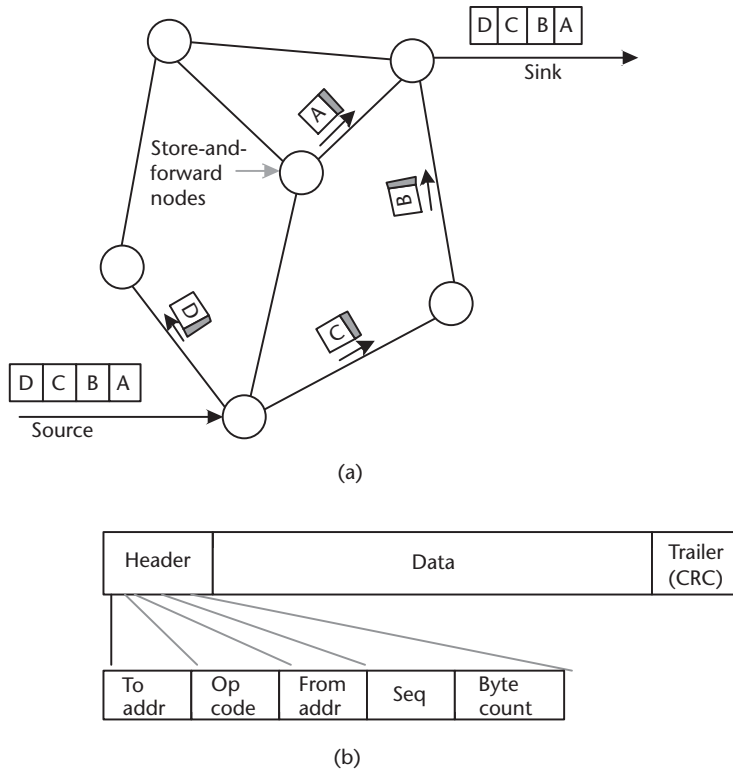 D C B A
Sink
A
Store-and-
forward
nodes
B
D
C
D C B A
Source
(a)
Header
Data
Trailer
(CRC)
To
addr
Op
code
From
addr
Seq
Byte
count
(b)